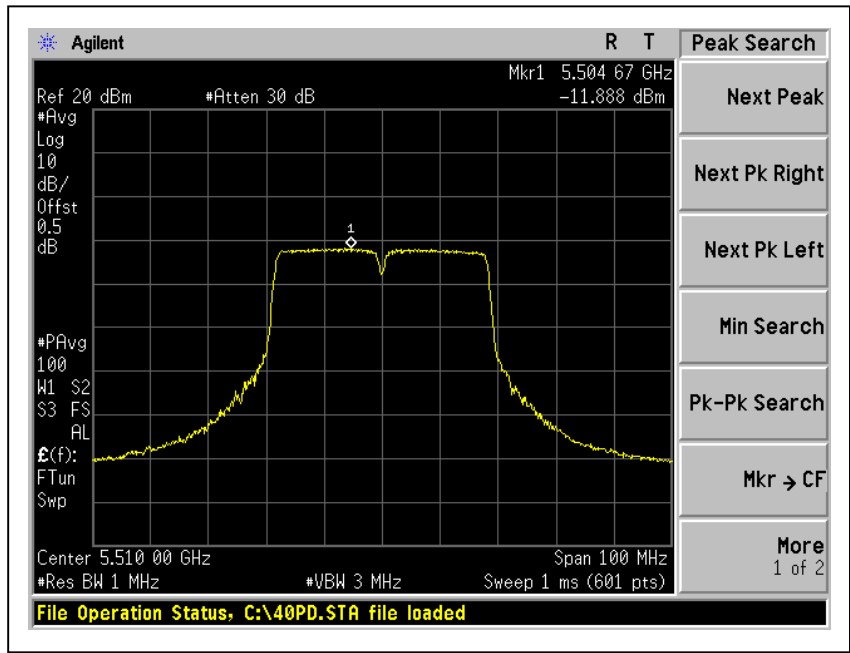 Agilent
R T
Peak Search
Mkr1 5.504 67 GHz
Ref 20 dBm #Atten 30 dB -11.888 dBm
#Avg
Log
10
dB/
Offst
0.5
dB
1
#PAvg
100
W1 S2
S3 FS
AL
£(f):
FTun
Swp
Center 5.510 00 GHz Span 100 MHz
#Res BW 1 MHz #VBW 3 MHz Sweep 1 ms (601 pts)
File Operation Status, C:\40PD.STA file loaded
Next Peak
Next Pk Right
Next Pk Left
Min Search
Pk-Pk Search
Mkr → CF
More
1 of 2